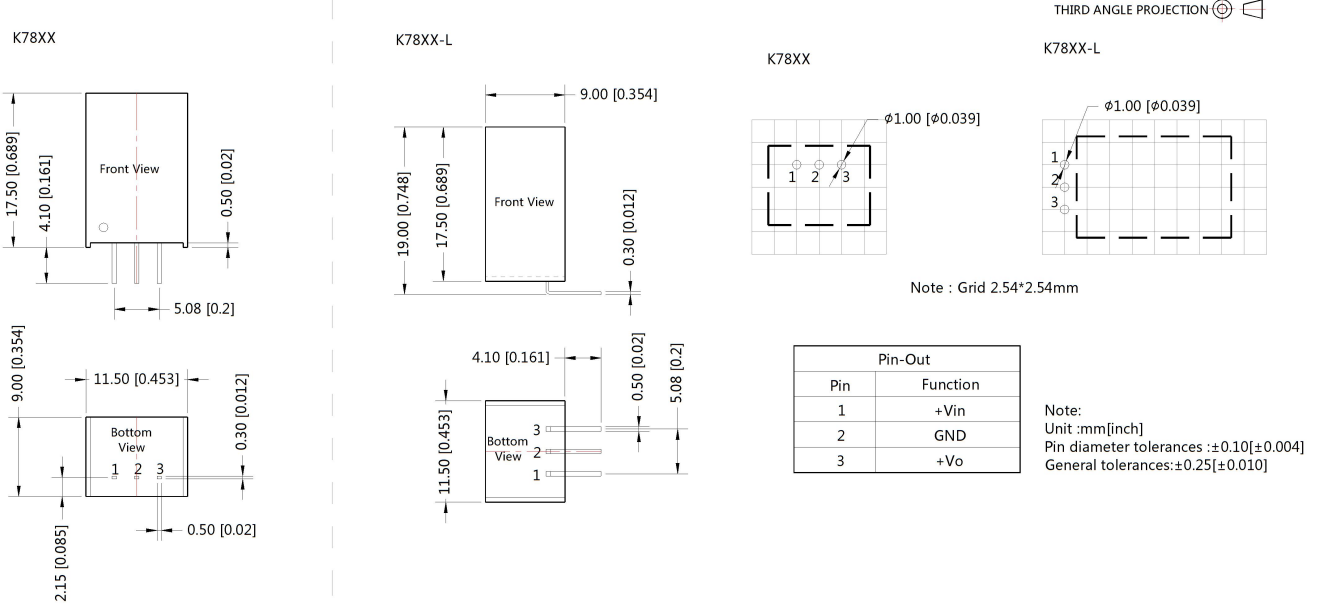 THIRD ANGLE PROJECTION
K78XX
17.50 [0.689]
4.10 [0.161]
Front View
0.50 [0.02]
5.08 [0.2]
9.00 [0.354]
11.50 [0.453]
0.30 [0.012]
Bottom
View
1 2 3
2.15 [0.085]
0.50 [0.02]
K78XX-L
9.00 [0.354]
19.00 [0.748]
17.50 [0.689]
Front View
0.30 [0.012]
4.10 [0.161]
0.50 [0.02]
5.08 [0.2]
11.50 [0.453]
Bottom
View
3
2
1
K78XX
ϕ1.00 [ϕ0.039]
1 2 3
K78XX-L
ϕ1.00 [ϕ0.039]
1
2
3
Note : Grid 2.54*2.54mm
Pin-Out
Pin Function
1 +Vin
2 GND
3 +Vo
Note:
Unit :mm[inch]
Pin diameter tolerances :±0.10[±0.004]
General tolerances:±0.25[±0.010]